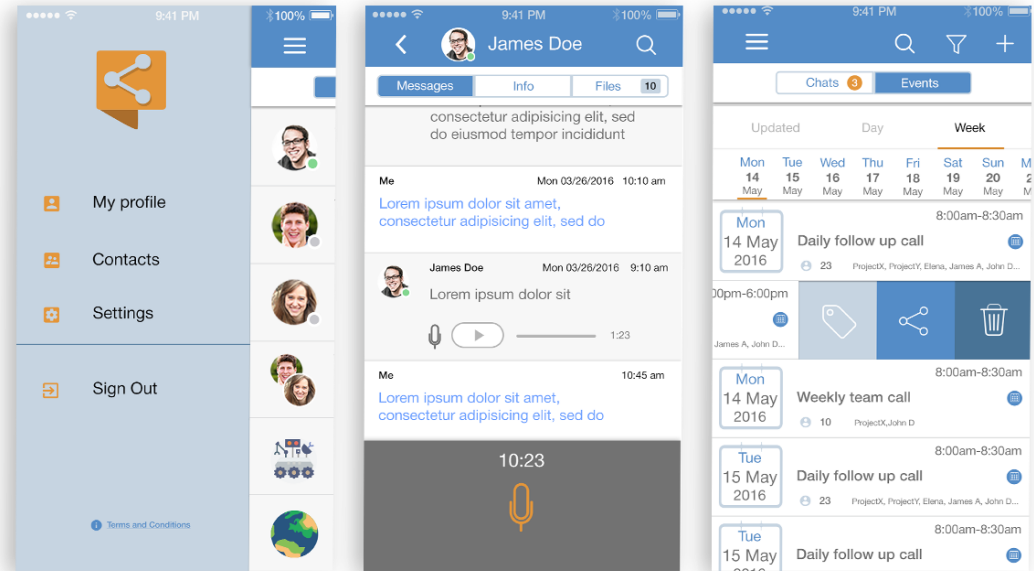 9:41 PM
100%
My profile
Contacts
Settings
Sign Out
Terms and Conditions
9:41 PM
100%
James Doe
Messages
Info
Files
10
consectetur adipisicing elit, sed
do eiusmod tempor incididunt
Me
Mon 03/26/2016 10:10 am
Lorem ipsum dolor sit amet,
consectetur adipisicing elit, sed do
James Doe
Mon 03/26/2016 9:10 am
Lorem ipsum dolor sit
1:23
Me
10:45 am
Lorem ipsum dolor sit amet,
consectetur adipisicing elit, sed do
10:23
9:41 PM
100%
Chats 3
Events
Updated
Day
Week
Mon Tue Wed Thu Fri Sat Sun M
14 15 16 17 18 19 20 2
May May May May May May May M
8:00am-8:30am
Mon
14 May
2016
Daily follow up call
23
ProjectX, ProjectY, Elena, James A, John D...
00pm-6:00pm
James A, John D...
8:00am-8:30am
Mon
14 May
2016
Weekly team call
10
ProjectX,John D
8:00am-8:30am
Tue
15 May
2016
Daily follow up call
23
ProjectX, ProjectY, Elena, James A, John D...
8:00am-8:30am
Tue
15 May
Daily follow up call